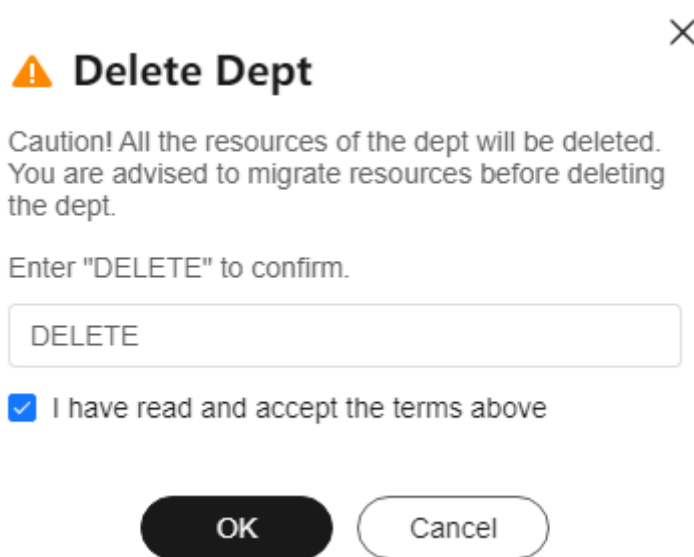 Delete Dept
Caution! All the resources of the dept will be deleted.
You are advised to migrate resources before deleting
the dept.
Enter "DELETE" to confirm.
DELETE
I have read and accept the terms above
OK
Cancel